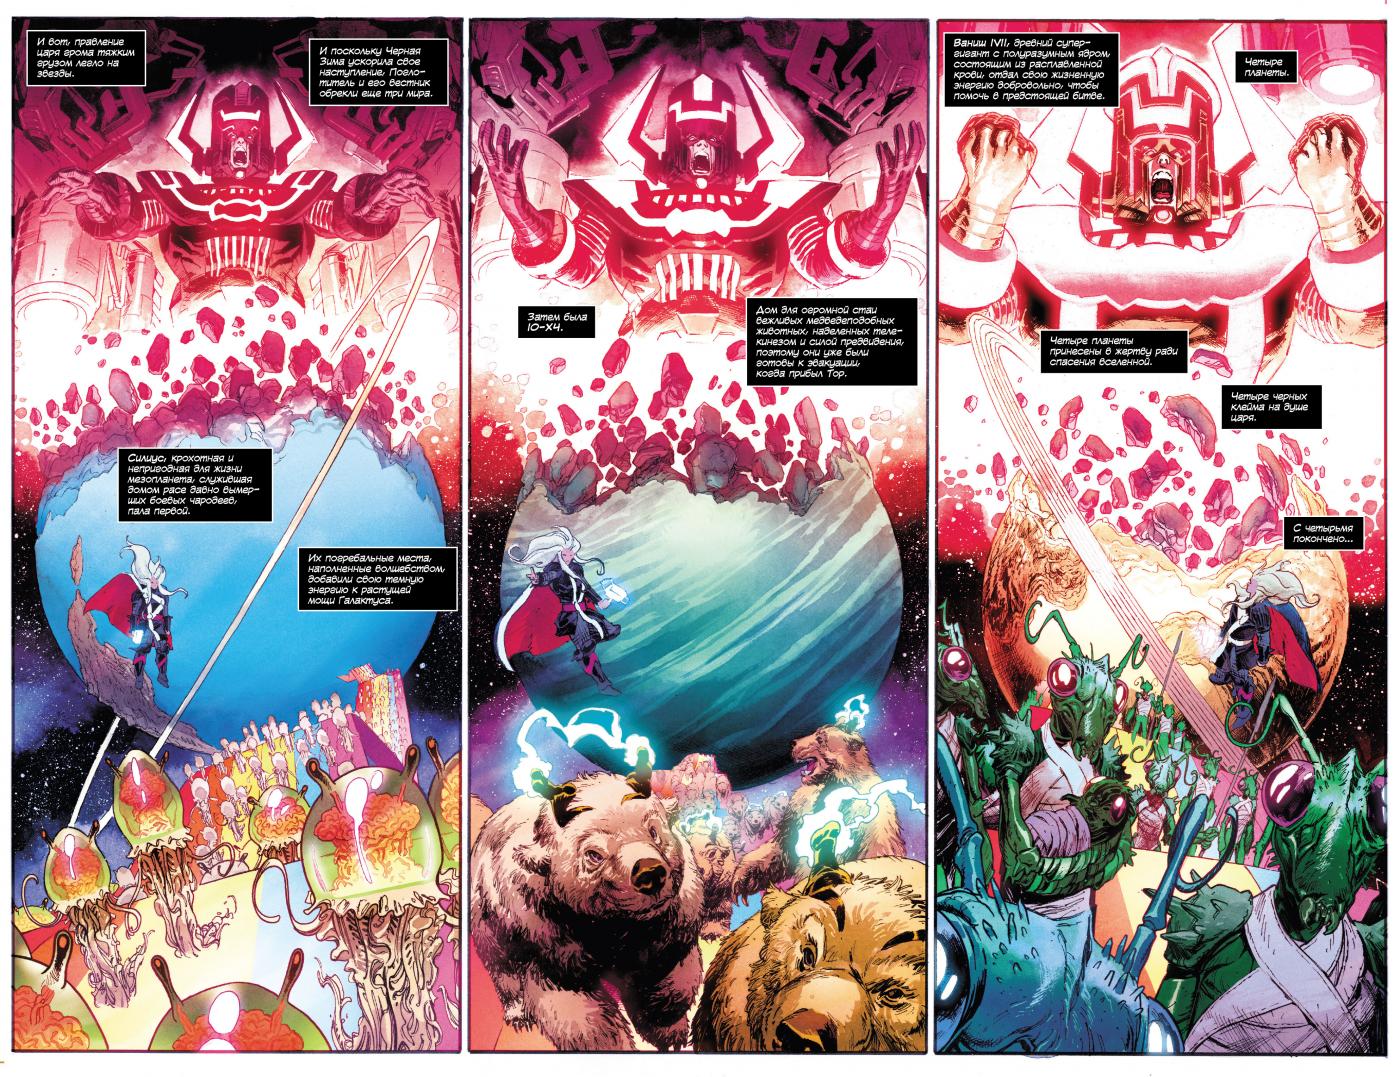 И вот, правление
царя грома тяжким
грузом легло на
звезды.
И поскольку Черная
Зима ускорила свое
наступление, Погло-
титель и его вестник
обрекли еще три мира.
Силиус, крохотная и
непригодная для жизни
мезопланета, служившая
домом расе давно вымер-
ших боевых чародеев,
пала первой.
Их погребальные места,
наполненные волшебством,
добавили свою темную
энергию к растущей
мощи Галактуса.
Затем была
IO-X4.
Дом для огромной стаи
вежливых медведеподобных
животных, наделенных теле-
кинезом и силой предвидения,
поэтому они уже были
готовы к эвакуации,
когда прибыл Тор.
Ваниш IVII, древний супер-
гигант с полуразумным ядром,
состоящим из расплавленной
крови, отдал свою жизненную
энергию добровольно, чтобы
помочь в предстоящей битве.
Четыре
планеты.
Четыре планеты
принесены в жертву ради
спасения вселенной.
Четыре черных
клейма на душе
царя.
С четырьмя
покончено...